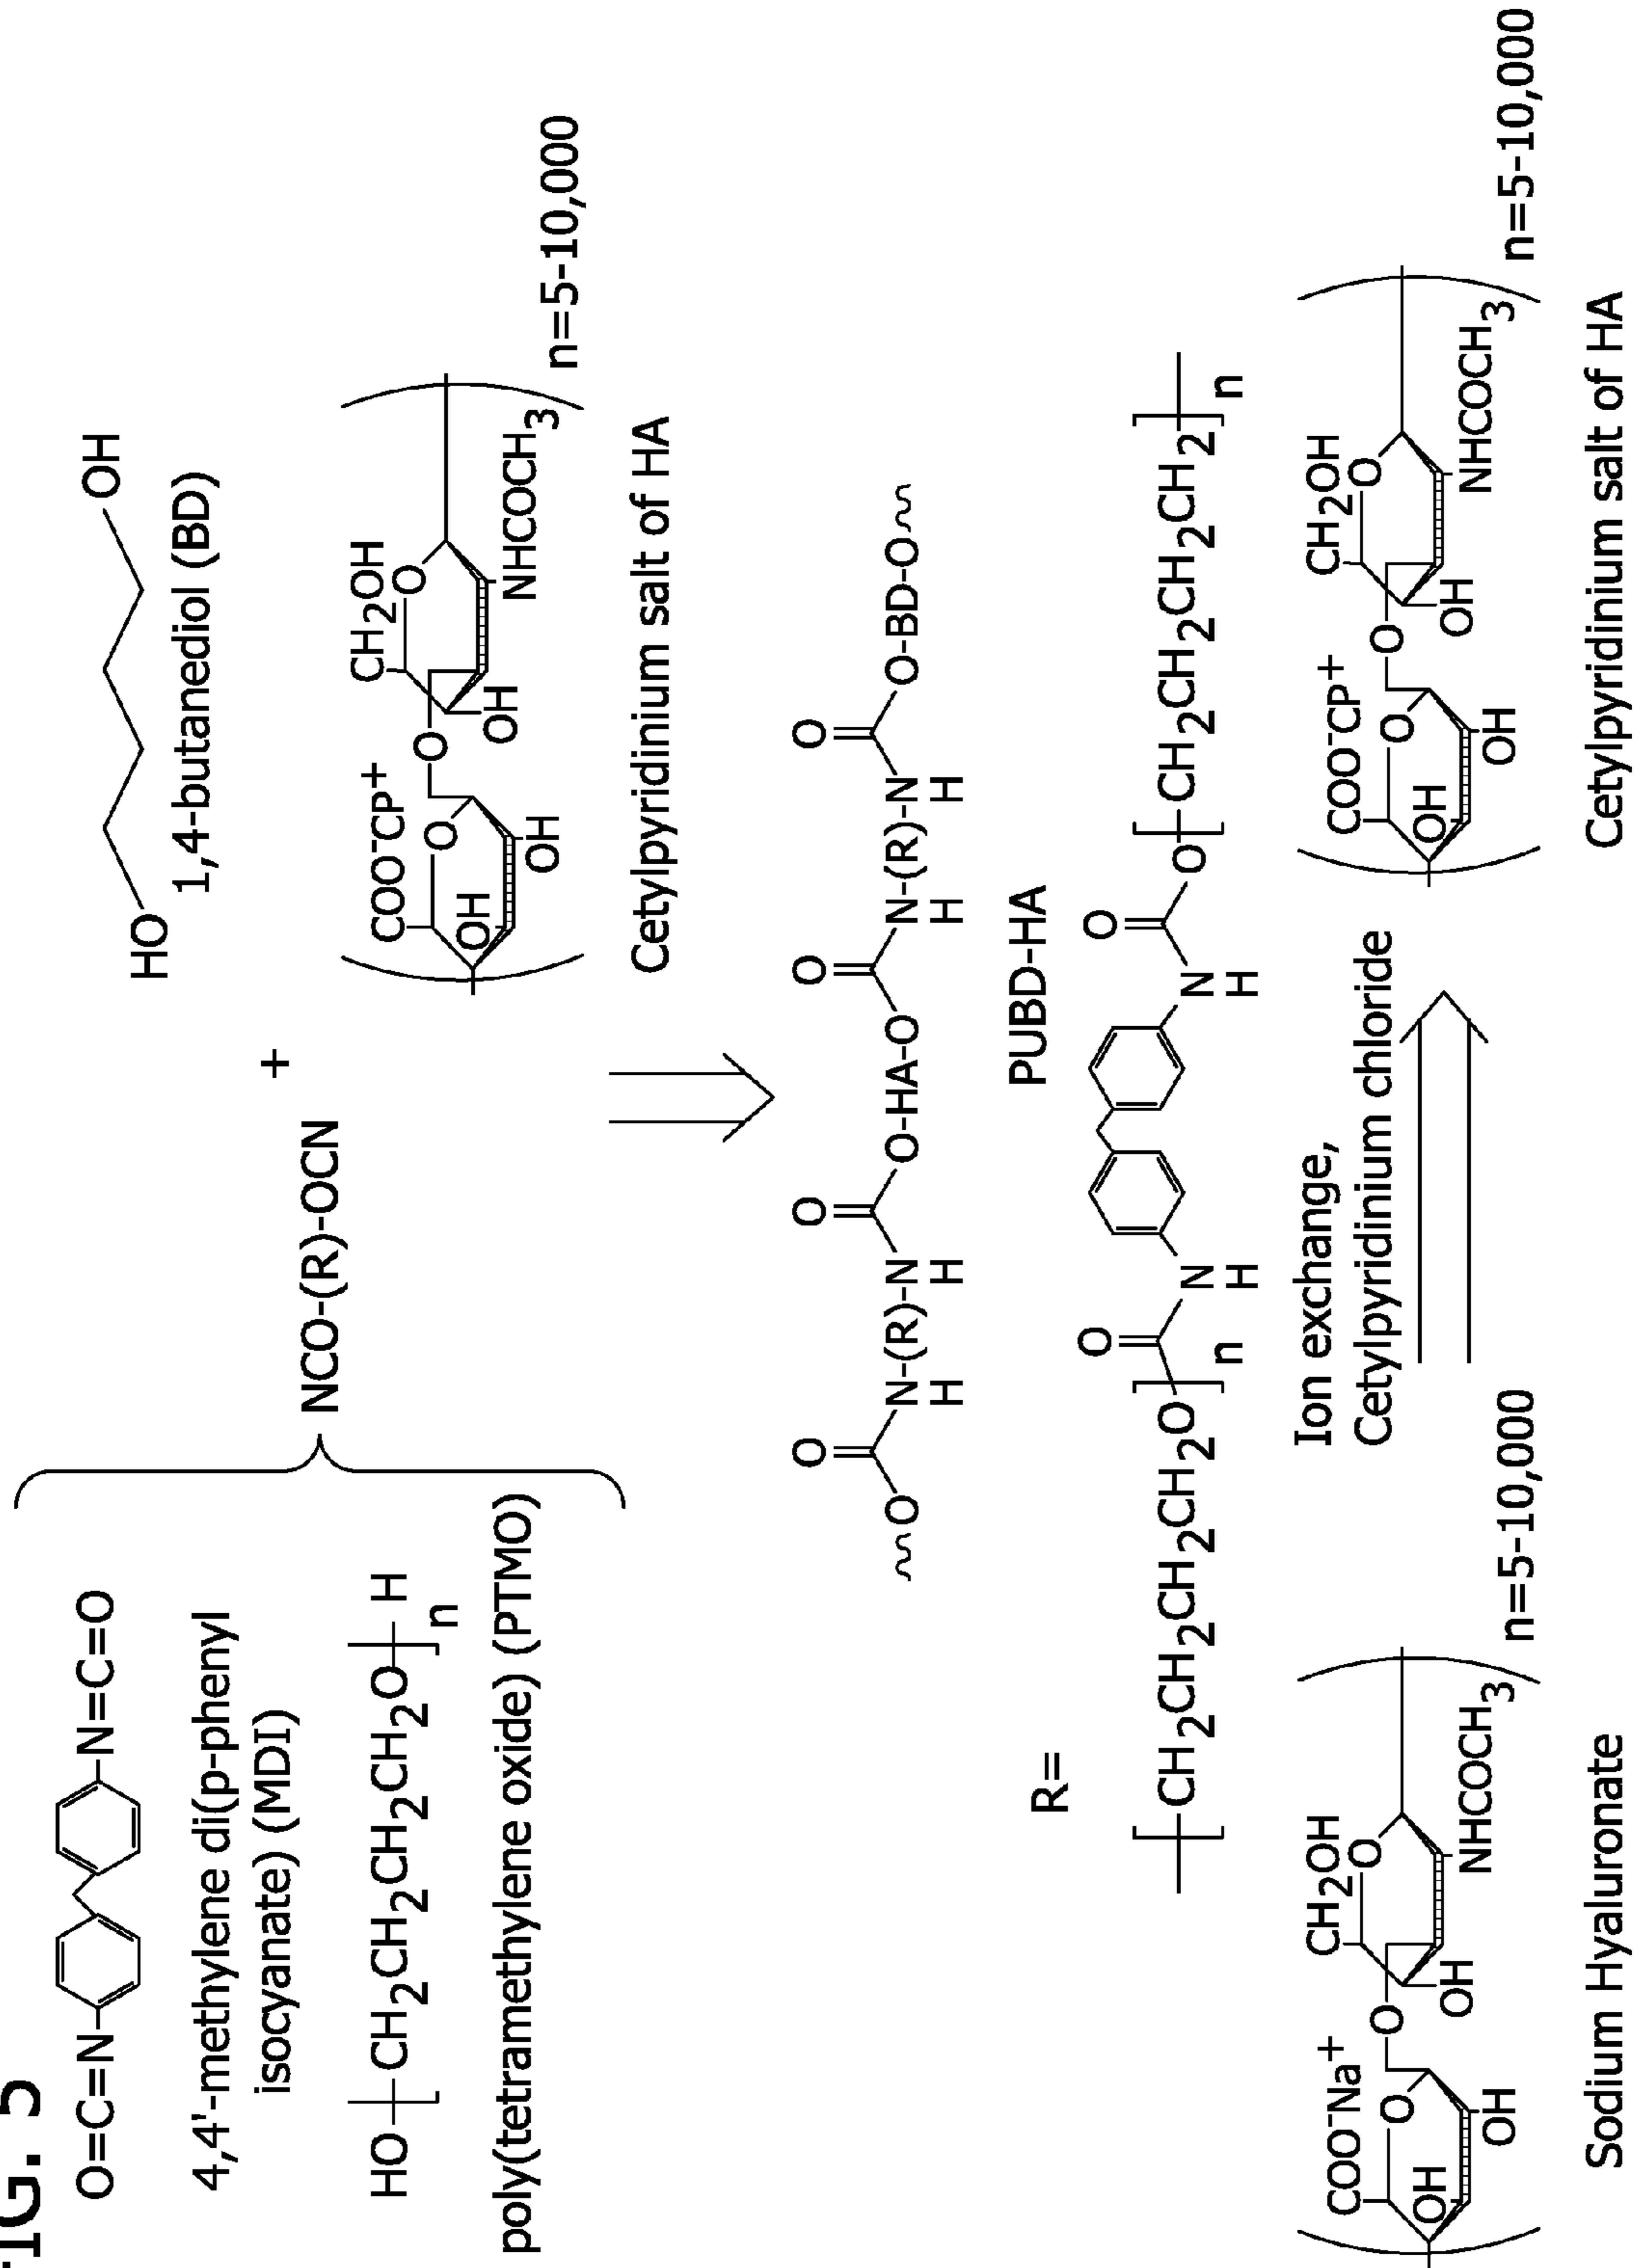 FIG. 5
O=C=N N=C=O
4,4'-methylene di(p-phenyl
isocyanate) (MDI)
HO CH2CH2CH2CH2O H
n
poly(tetramethylene oxide) (PTMO)
NCO-(R)-OCN
+
HO OH
1,4-butanediol (BD)
COO-CP+ CH2OH
O O
OH O
OH OH NHCOCH3
n=5-10,000
Cetylpyridinium salt of HA
O O O O
~O N-(R)-N O-HA-O N-(R)-N O-BD-O~
H H H H
PUBD-HA
R=
O O
CH2CH2CH2CH2O N N O CH2CH2CH2CH2
n H H n
Ion exchange,
Cetylpyridinium chloride
COO-Na+ CH2OH
O O
OH O
OH OH NHCOCH3
n=5-10,000
Sodium Hyaluronate
COO-CP+ CH2OH
O O
OH O
OH OH NHCOCH3
n=5-10,000
Cetylpyridinium salt of HA